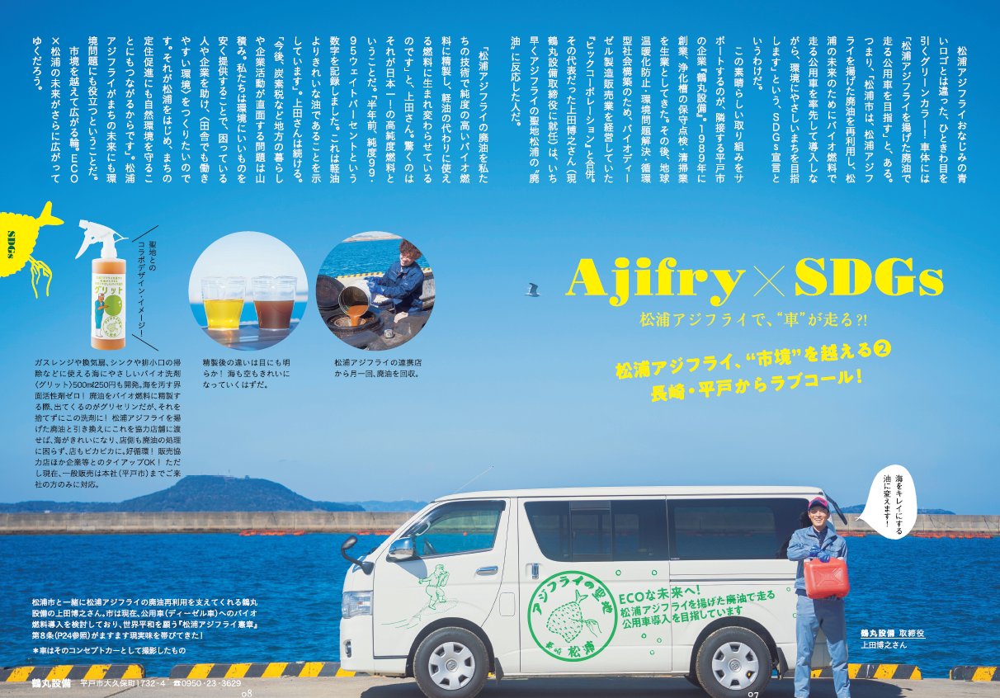 Ajifry×SDGs
松浦アジフライで、“車”が走る?!
松浦アジフライ、“市境”を越える❷
長崎・平戸からラブコール！
松浦アジフライおなじみの青
いロゴとは違った、ひときわ目を
引くグリーンカラー！車体には
「松浦アジフライを揚げた廃油で
走る公用車を目指す」と、ある。
つまり、「松浦市は、松浦アジフ
ライを揚げた廃油を再利用し、松
浦の未来のためにバイオ燃料で
走る公用車を率先して導入しな
がら、環境にやさしいまちを目指
します」という、SDGs宣言と
いうわけだ。
この素晴らしい取り組みをサ
ポートするのが、隣接する平戸市
の企業『鶴丸設備』。1989年に
創業、浄化槽の保守点検・清掃業
を生業としてきた。その後、地球
温暖化防止・環境問題解決・循環
型社会構築のため、バイオディー
ゼル製造販売業を経営していた
『ビックコーポレーション』と合併。
その代表だった上田博之さん（現
鶴丸設備取締役に就任）は、いち
早くアジフライの聖地松浦の〝廃
油〟に反応した人だ。
「松浦アジフライの廃油を私た
ちの技術で純度の高いバイオ燃
料に精製し、軽油の代わりに使え
る燃料に生まれ変わらせている
のです」と、上田さん。驚くのは
それが日本一！の高純度燃料と
いうことだ。「半年前、純度99・
95ウェイトパーセントという
数字を記録しました。これは軽油
よりきれいな油であることを示
しています」。上田さんは続ける。
「今後、炭素税など地方の暮らし
や企業活動が直面する問題は山
積み。私たちは環境にいいものを
安く提供することで、困っている
人や企業を助け、〈田舎でも働き
やすい環境〉をつくりたいので
す。それが松浦をはじめ、まちの
定住促進にも自然環境を守るこ
とにもつながるからです」。松浦
アジフライがまちの未来にも環
境問題にも役立つということだ。
市境を越えて広がる輪。ECO
×松浦の未来がさらに広がって
ゆくだろう。
SDGs
聖地との
コラボデザイン・イメージ！
グリット
ガスレンジや換気扇、シンクや排小口の掃
除などに使える海にやさしいバイオ洗剤
〈グリット〉500㎖250円も開発。海を汚す界
面活性剤ゼロ！ 廃油をバイオ燃料に精製す
る際、出てくるのがグリセリンだが、それを
捨てずにこの洗剤に！ 松浦アジフライを揚
げた廃油と引き換えにこれを協力店舗に渡
せば、海がきれいになり、店側も廃油の処理
に困らず、店もピカピカに。好循環！ 販売協
力店ほか企業等とのタイアップOK！ ただ
し現在、一般販売は本社（平戸市）までご来
社の方のみに対応。
精製後の違いは目にも明
らか！ 海も空もきれいに
なっていくはずだ。
松浦アジフライの連携店
から月一回、廃油を回収。
海をキレイにする
油に変えます！
アジフライの聖地
長崎 松浦
ECOな未来へ！
松浦アジフライを揚げた廃油で走る
公用車導入を目指しています
鶴丸設備 取締役
上田博之さん
松浦市と一緒に松浦アジフライの廃油再利用を支えてくれる鶴丸
設備の上田博之さん。市は現在、公用車（ディーゼル車）へのバイオ
燃料導入を検討しており、世界平和を願う『松浦アジフライ憲章』
第8条（P24参照）がますます現実味を帯びてきた！
＊車はそのコンセプトカーとして撮影したもの
鶴丸設備 平戸市大久保町1732-4 ☎0950・23・3629
08
07